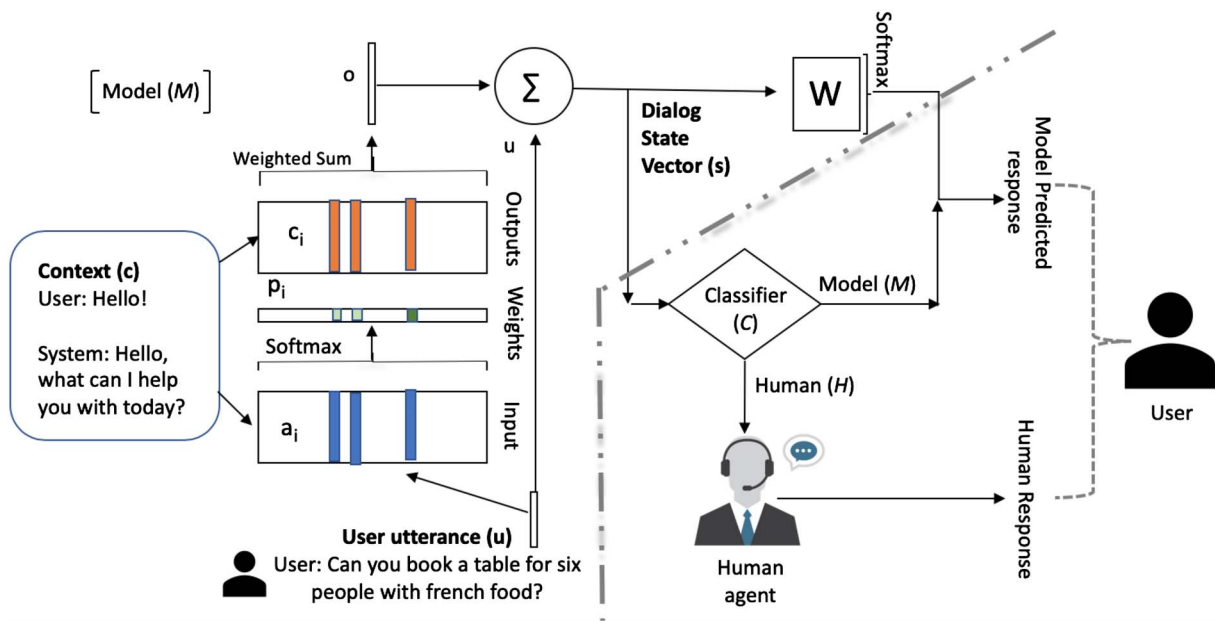 [Model (M)]
o
Σ
W
Softmax
u
Dialog
State
Vector (s)
Weighted Sum
Context (c)
User: Hello!
System: Hello,
what can I help
you with today?
cᵢ
Outputs
pᵢ
Weights
Softmax
aᵢ
Input
User utterance (u)
User: Can you book a table for six
people with french food?
Classifier
(C)
Model (M)
Human (H)
Human
agent
Model Predicted
response
Human Response
User